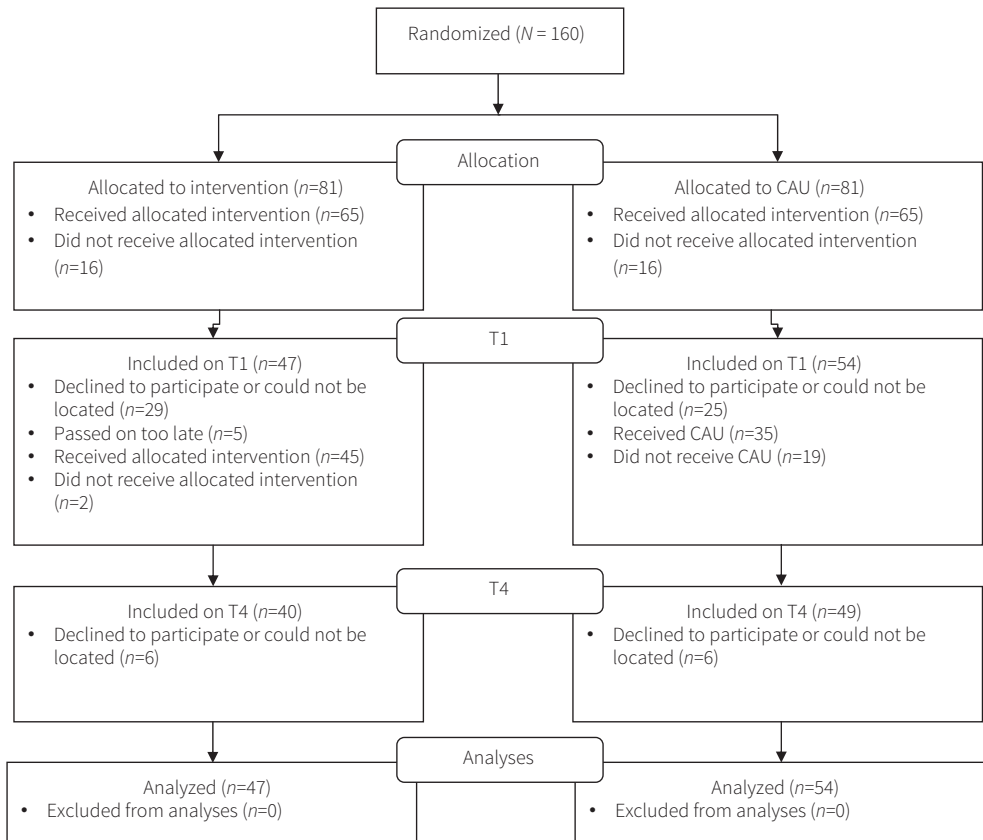 Randomized (N = 160)
Allocation
Allocated to intervention (n=81)
• Received allocated intervention (n=65)
• Did not receive allocated intervention
(n=16)
Allocated to CAU (n=81)
• Received allocated intervention (n=65)
• Did not receive allocated intervention
(n=16)
T1
Included on T1 (n=47)
• Declined to participate or could not be
located (n=29)
• Passed on too late (n=5)
• Received allocated intervention (n=45)
• Did not receive allocated intervention
(n=2)
Included on T1 (n=54)
• Declined to participate or could not be
located (n=25)
• Received CAU (n=35)
• Did not receive CAU (n=19)
T4
Included on T4 (n=40)
• Declined to participate or could not be
located (n=6)
Included on T4 (n=49)
• Declined to participate or could not be
located (n=6)
Analyses
Analyzed (n=47)
• Excluded from analyses (n=0)
Analyzed (n=54)
• Excluded from analyses (n=0)